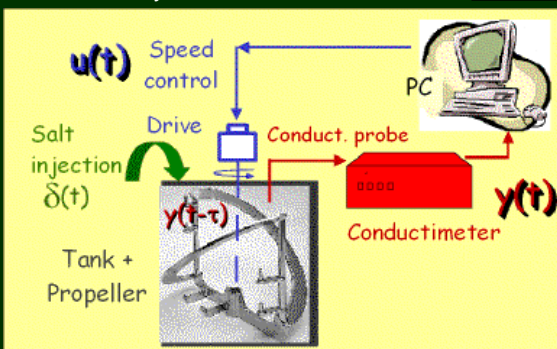 u(t)
Speed
control
PC
Drive
Salt
injection
δ(t)
Conduct. probe
y(t-τ)
y(t)
Conductimeter
Tank +
Propeller